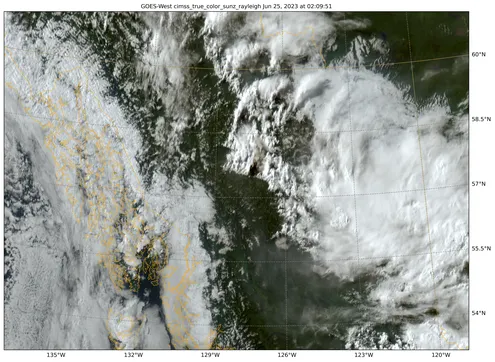 GOES-West cimss_true_color_sunz_rayleigh Jun 25, 2023 at 02:09:51
60°N
58.5°N
57°N
55.5°N
54°N
135°W 132°W 129°W 126°W 123°W 120°W